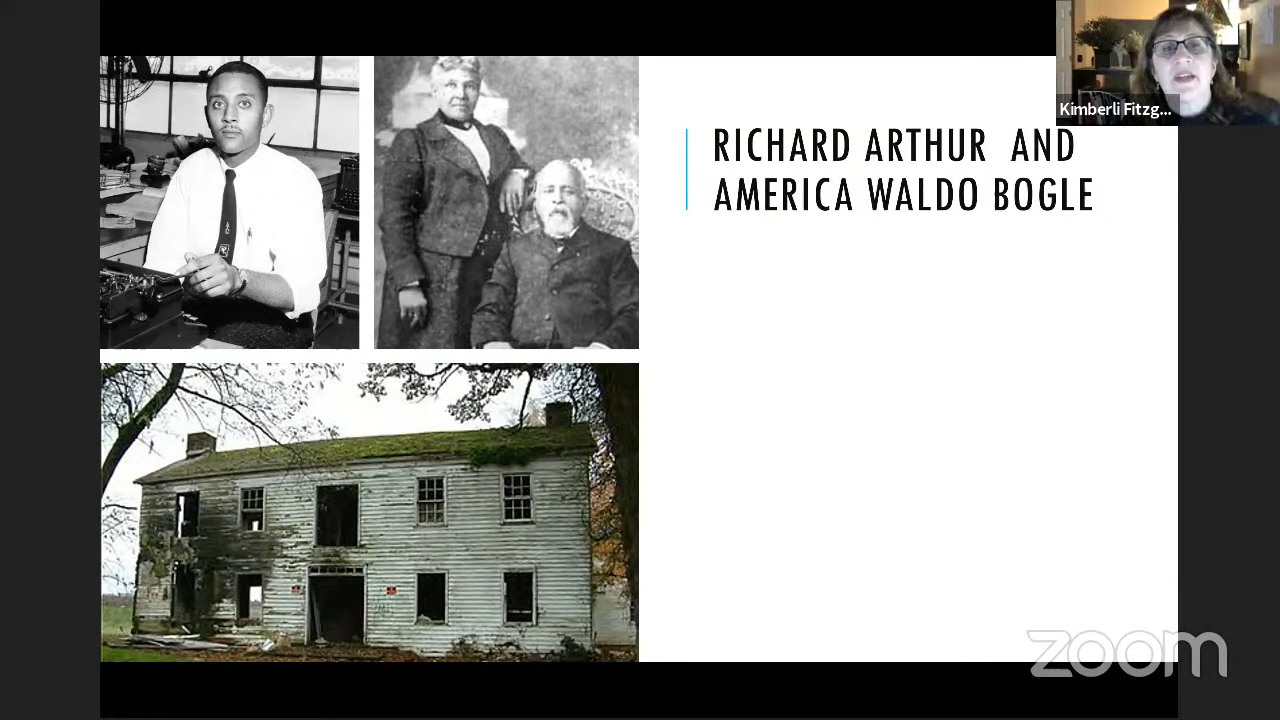 Kimberli Fitzg...
RICHARD ARTHUR AND
AMERICA WALDO BOGLE
zoom